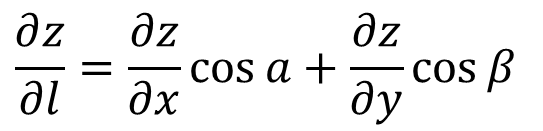 ∂z/∂l = ∂z/∂x cos a + ∂z/∂y cos β